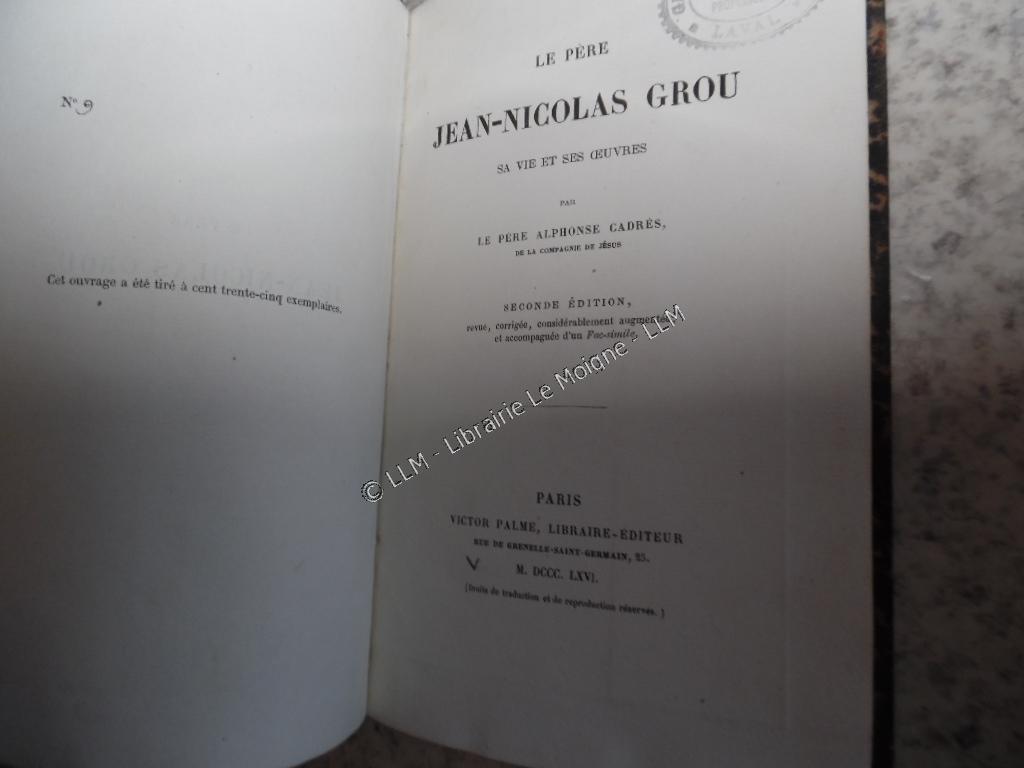 N° 9
Cet ouvrage a été tiré à cent trente-cinq exemplaires.
LAVAL
LE PÈRE
JEAN-NICOLAS GROU
SA VIE ET SES ŒUVRES
PAR
LE PÈRE ALPHONSE CADRÈS,
DE LA COMPAGNIE DE JÉSUS
SECONDE ÉDITION,
revue, corrigée, considérablement augmentée
et accompagnée d'un Fac-simile.
© LLM - Librairie Le Moigne - LLM
PARIS
VICTOR PALMÉ, LIBRAIRE-ÉDITEUR
RUE DE GRENELLE-SAINT-GERMAIN, 25.
M. DCCC. LXVI.
(Droits de traduction et de reproduction réservés.)